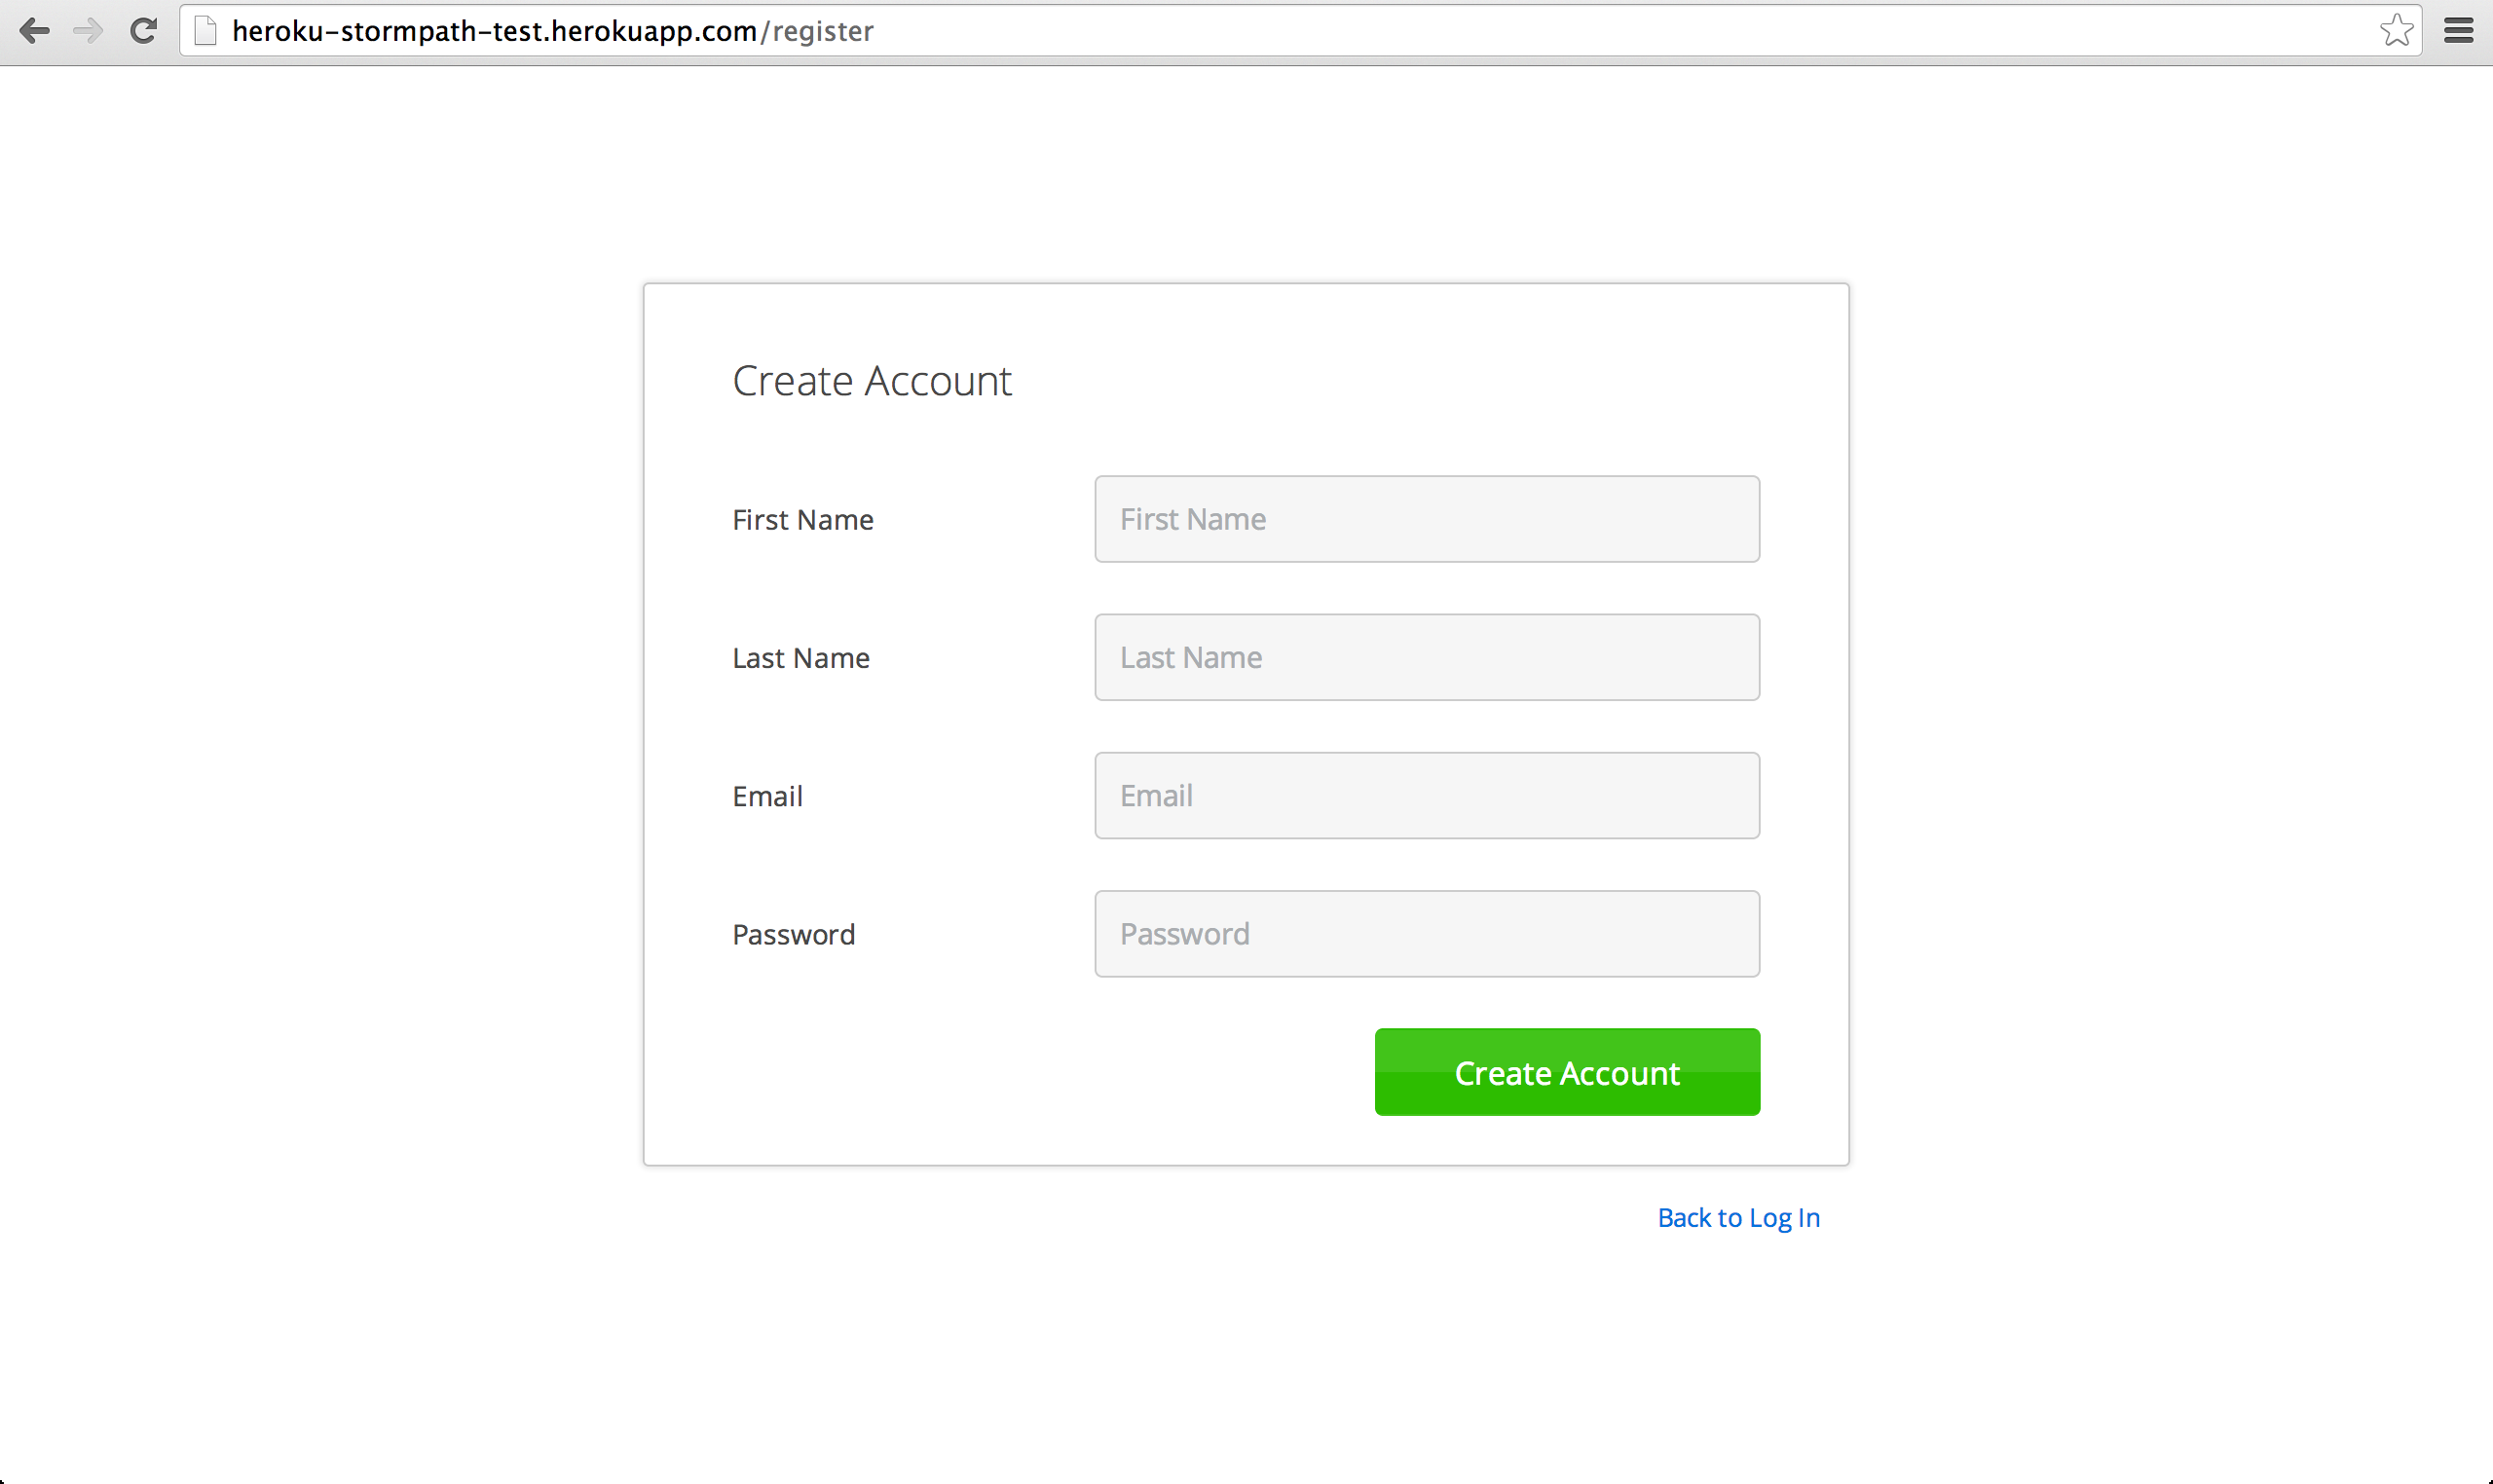 heroku-stormpath-test.herokuapp.com/register
Create Account
First Name First Name
Last Name Last Name
Email Email
Password Password
Create Account
Back to Log In